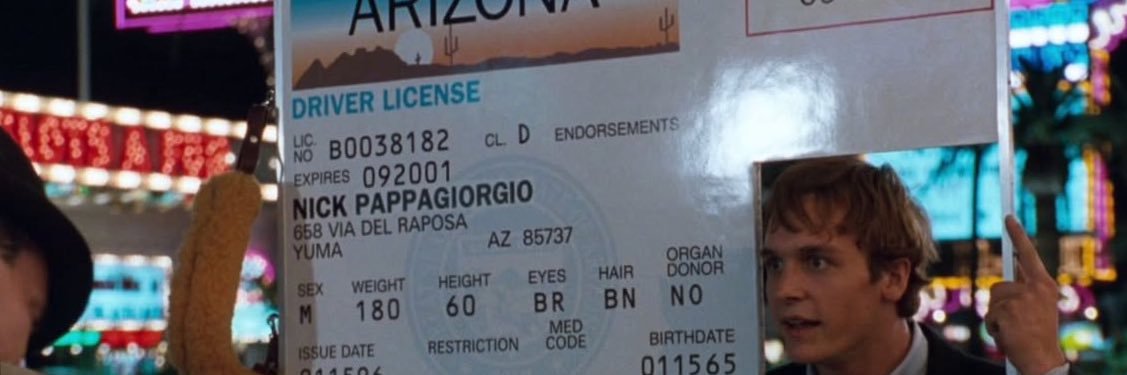 ARIZONA
DRIVER LICENSE
LIC. NO B0038182 CL. D ENDORSEMENTS
EXPIRES 092001
NICK PAPPAGIORGIO
658 VIA DEL RAPOSA
YUMA AZ 85737
SEX WEIGHT HEIGHT EYES HAIR ORGAN DONOR
M 180 60 BR BN NO
ISSUE DATE RESTRICTION MED CODE BIRTHDATE
011596 011565